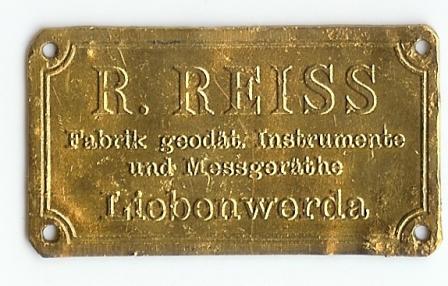 R. REISS
Fabrik geodät. Instrumente
und Messgeräthe
Liebenwerda